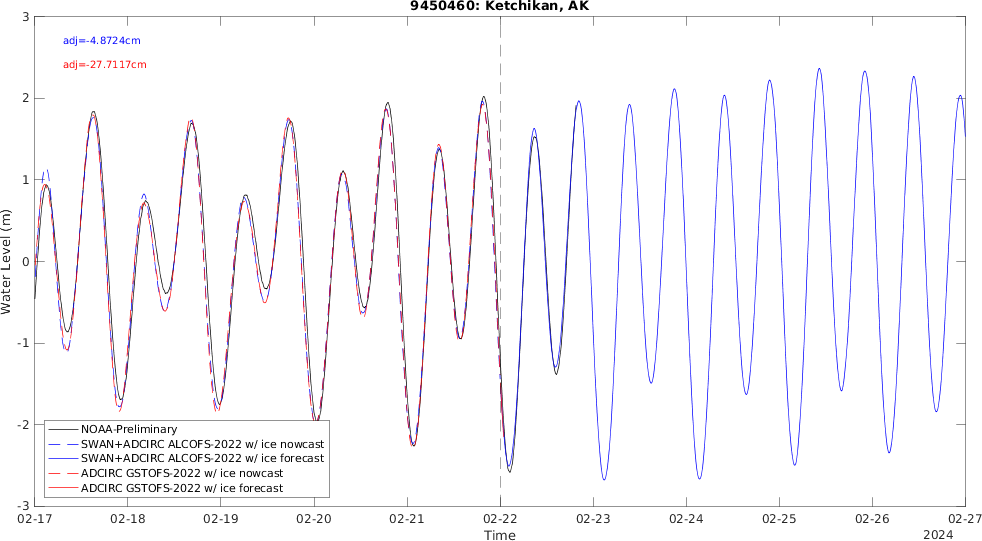 9450460: Ketchikan, AK
adj=-4.8724cm
adj=-27.7117cm
3
2
1
0
-1
-2
-3
Water Level (m)
NOAA-Preliminary
SWAN+ADCIRC ALCOFS-2022 w/ ice nowcast
SWAN+ADCIRC ALCOFS-2022 w/ ice forecast
ADCIRC GSTOFS-2022 w/ ice nowcast
ADCIRC GSTOFS-2022 w/ ice forecast
02-17 02-18 02-19 02-20 02-21 02-22 02-23 02-24 02-25 02-26 02-27
Time
2024